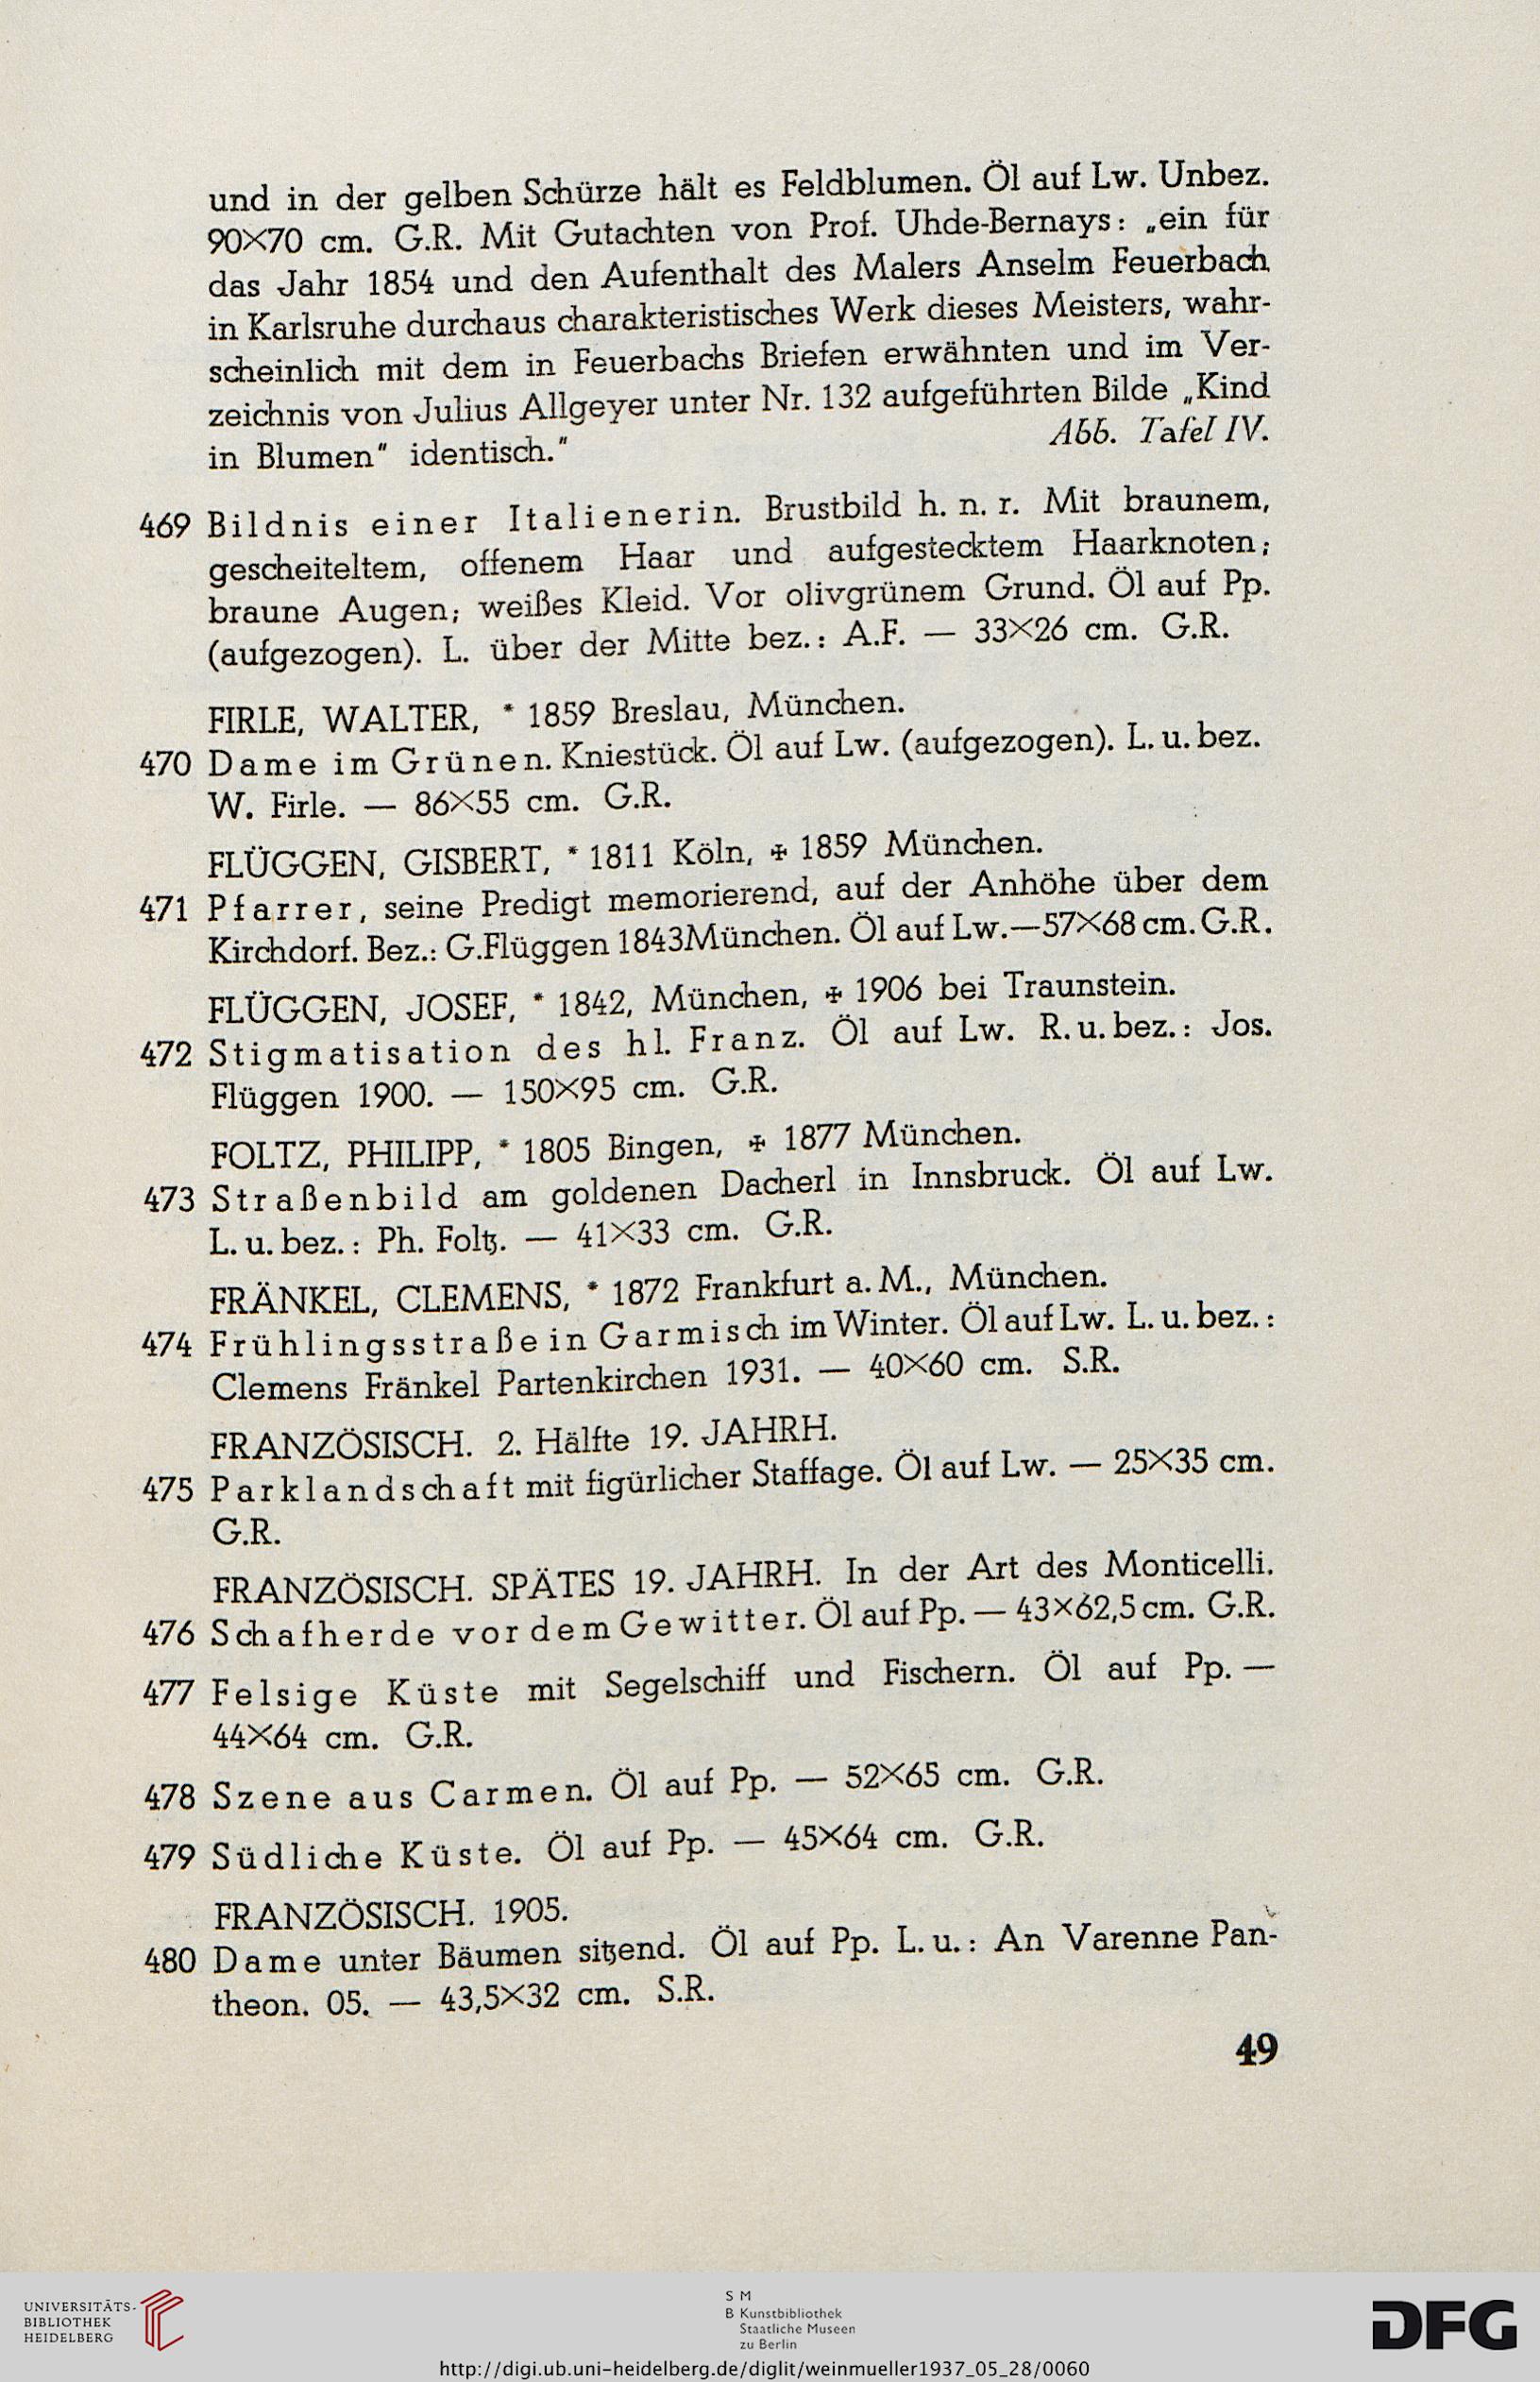 und in der gelben Schürze hält es Feldblumen. Öl auf Lw. Unbez.
90×70 cm. G.R. Mit Gutachten von Prof. Uhde-Bernays: „ein für
das Jahr 1854 und den Aufenthalt des Malers Anselm Feuerbach
in Karlsruhe durchaus charakteristisches Werk dieses Meisters, wahr-
scheinlich mit dem in Feuerbachs Briefen erwähnten und im Ver-
zeichnis von Julius Allgeyer unter Nr. 132 aufgeführten Bilde „Kind
in Blumen" identisch." Abb. Tafel IV.
469 Bildnis einer Italienerin. Brustbild h. n. r. Mit braunem,
gescheiteltem, offenem Haar und aufgestecktem Haarknoten;
braune Augen; weißes Kleid. Vor olivgrünem Grund. Öl auf Pp.
(aufgezogen). L. über der Mitte bez.: A.F. — 33×26 cm. G.R.
FIRLE, WALTER, * 1859 Breslau, München.
470 Dame im Grünen. Kniestück. Öl auf Lw. (aufgezogen). L. u. bez.
W. Firle. — 86×55 cm. G.R.
FLÜGGEN, GISBERT, * 1811 Köln, ✠ 1859 München.
471 Pfarrer, seine Predigt memorierend, auf der Anhöhe über dem
Kirchdorf. Bez.: G.Flüggen 1843München. Öl auf Lw.—57×68 cm. G.R.
FLÜGGEN, JOSEF, * 1842, München, ✠ 1906 bei Traunstein.
472 Stigmatisation des hl. Franz. Öl auf Lw. R. u. bez.: Jos.
Flüggen 1900. — 150×95 cm. G.R.
FOLTZ, PHILIPP, * 1805 Bingen, ✠ 1877 München.
473 Straßenbild am goldenen Dacherl in Innsbruck. Öl auf Lw.
L. u. bez.: Ph. Foltz. — 41×33 cm. G.R.
FRÄNKEL, CLEMENS, * 1872 Frankfurt a. M., München.
474 Frühlingsstraße in Garmisch im Winter. Öl auf Lw. L. u. bez.:
Clemens Fränkel Partenkirchen 1931. — 40×60 cm. S.R.
FRANZÖSISCH. 2. Hälfte 19. JAHRH.
475 Parklandschaft mit figürlicher Staffage. Öl auf Lw. — 25×35 cm.
G.R.
FRANZÖSISCH. SPÄTES 19. JAHRH. In der Art des Monticelli.
476 Schafherde vor dem Gewitter. Öl auf Pp. — 43×62,5 cm. G.R.
477 Felsige Küste mit Segelschiff und Fischern. Öl auf Pp. —
44×64 cm. G.R.
478 Szene aus Carmen. Öl auf Pp. — 52×65 cm. G.R.
479 Südliche Küste. Öl auf Pp. — 45×64 cm. G.R.
FRANZÖSISCH. 1905.
480 Dame unter Bäumen sitzend. Öl auf Pp. L. u.: An Varenne Pan-
theon. 05. — 43,5×32 cm. S.R.
49
UNIVERSITÄTS-
BIBLIOTHEK
HEIDELBERG
S M
B Kunstbibliothek
Staatliche Museen
zu Berlin
DFG
http://digi.ub.uni-heidelberg.de/diglit/weinmueller1937_05_28/0060